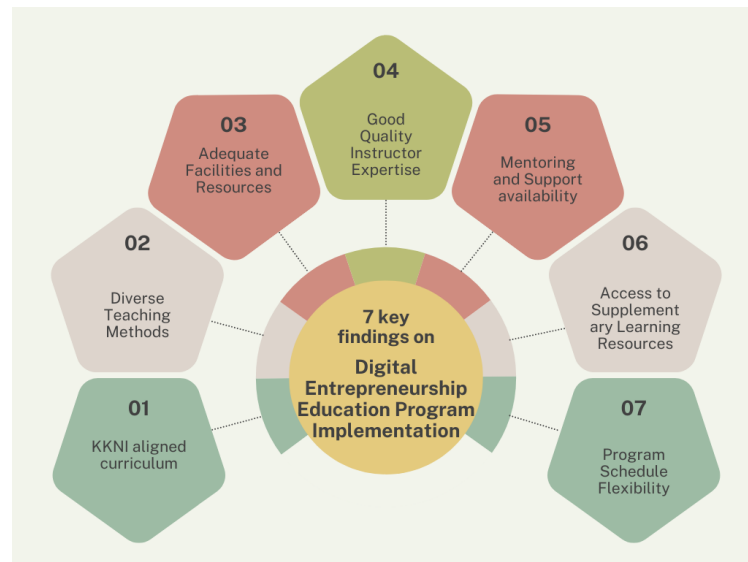 04
Good
Quality
Instructor
Expertise
03
Adequate
Facilities and
Resources
05
Mentoring
and Support
availability
02
Diverse
Teaching
Methods
06
Access to
Supplement
ary Learning
Resources
7 key
findings on
Digital
Entrepreneurship
Education Program
Implementation
01
KKNI aligned
curriculum
07
Program
Schedule
Flexibility